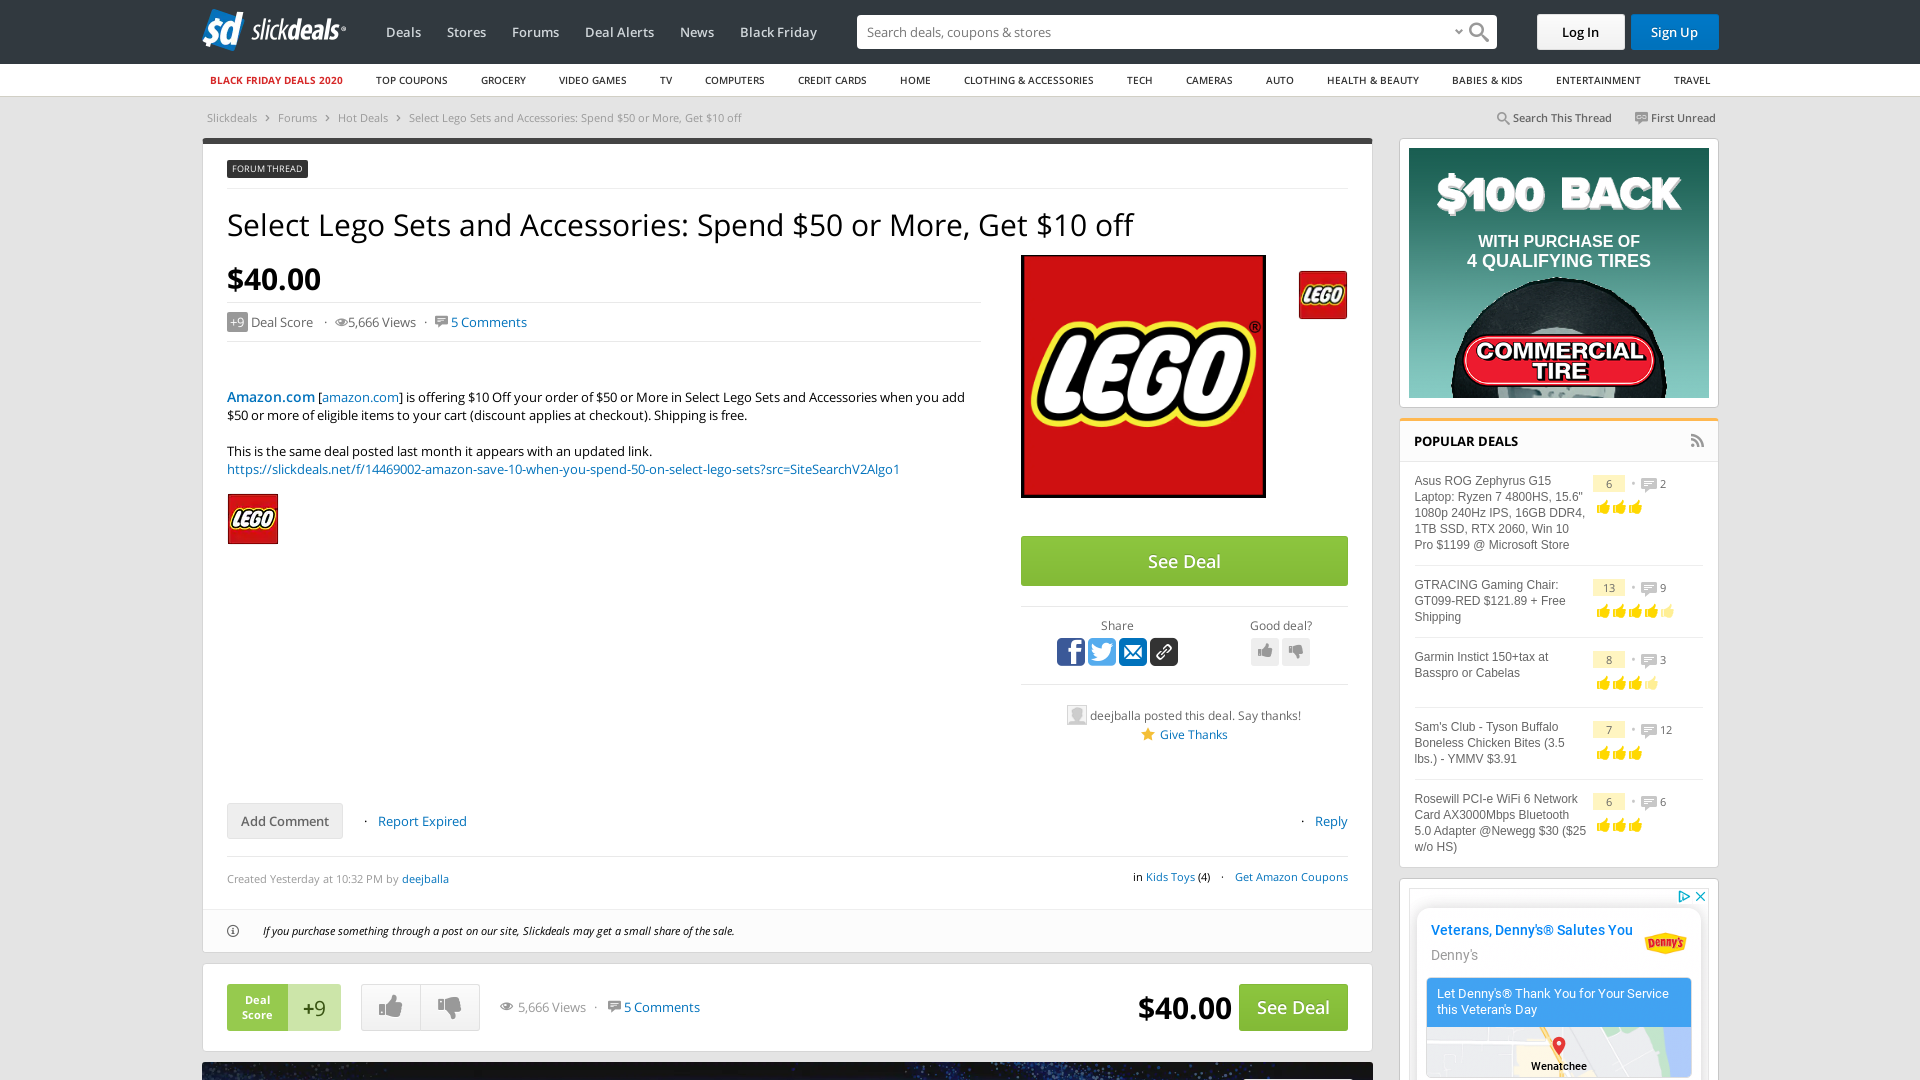 slickdeals
Deals
Stores
Forums
Deal Alerts
News
Black Friday
Search deals, coupons & stores
Log In
Sign Up
BLACK FRIDAY DEALS 2020
TOP COUPONS
GROCERY
VIDEO GAMES
TV
COMPUTERS
CREDIT CARDS
HOME
CLOTHING & ACCESSORIES
TECH
CAMERAS
AUTO
HEALTH & BEAUTY
BABIES & KIDS
ENTERTAINMENT
TRAVEL
Slickdeals > Forums > Hot Deals > Select Lego Sets and Accessories: Spend $50 or More, Get $10 off
Search This Thread
First Unread
FORUM THREAD
Select Lego Sets and Accessories: Spend $50 or More, Get $10 off
$40.00
+9 Deal Score · 5,666 Views · 5 Comments
Amazon.com [amazon.com] is offering $10 Off your order of $50 or More in Select Lego Sets and Accessories when you add
$50 or more of eligible items to your cart (discount applies at checkout). Shipping is free.
This is the same deal posted last month it appears with an updated link.
https://slickdeals.net/f/14469002-amazon-save-10-when-you-spend-50-on-select-lego-sets?src=SiteSearchV2Algo1
LEGO
LEGO®
LEGO
See Deal
Share
Good deal?
deejballa posted this deal. Say thanks!
Give Thanks
Add Comment
· Report Expired
· Reply
Created Yesterday at 10:32 PM by deejballa
in Kids Toys (4) · Get Amazon Coupons
If you purchase something through a post on our site, Slickdeals may get a small share of the sale.
Deal
Score
+9
5,666 Views · 5 Comments
$40.00
See Deal
$100 BACK
WITH PURCHASE OF
4 QUALIFYING TIRES
COMMERCIAL
TIRE
POPULAR DEALS
Asus ROG Zephyrus G15
Laptop: Ryzen 7 4800HS, 15.6"
1080p 240Hz IPS, 16GB DDR4,
1TB SSD, RTX 2060, Win 10
Pro $1199 @ Microsoft Store
6 • 2
GTRACING Gaming Chair:
GT099-RED $121.89 + Free
Shipping
13 • 9
Garmin Instict 150+tax at
Basspro or Cabelas
8 • 3
Sam's Club - Tyson Buffalo
Boneless Chicken Bites (3.5
lbs.) - YMMV $3.91
7 • 12
Rosewill PCI-e WiFi 6 Network
Card AX3000Mbps Bluetooth
5.0 Adapter @Newegg $30 ($25
w/o HS)
6 • 6
Veterans, Denny's® Salutes You
Denny's
Denny's
Let Denny's® Thank You for Your Service
this Veteran's Day
Wenatchee